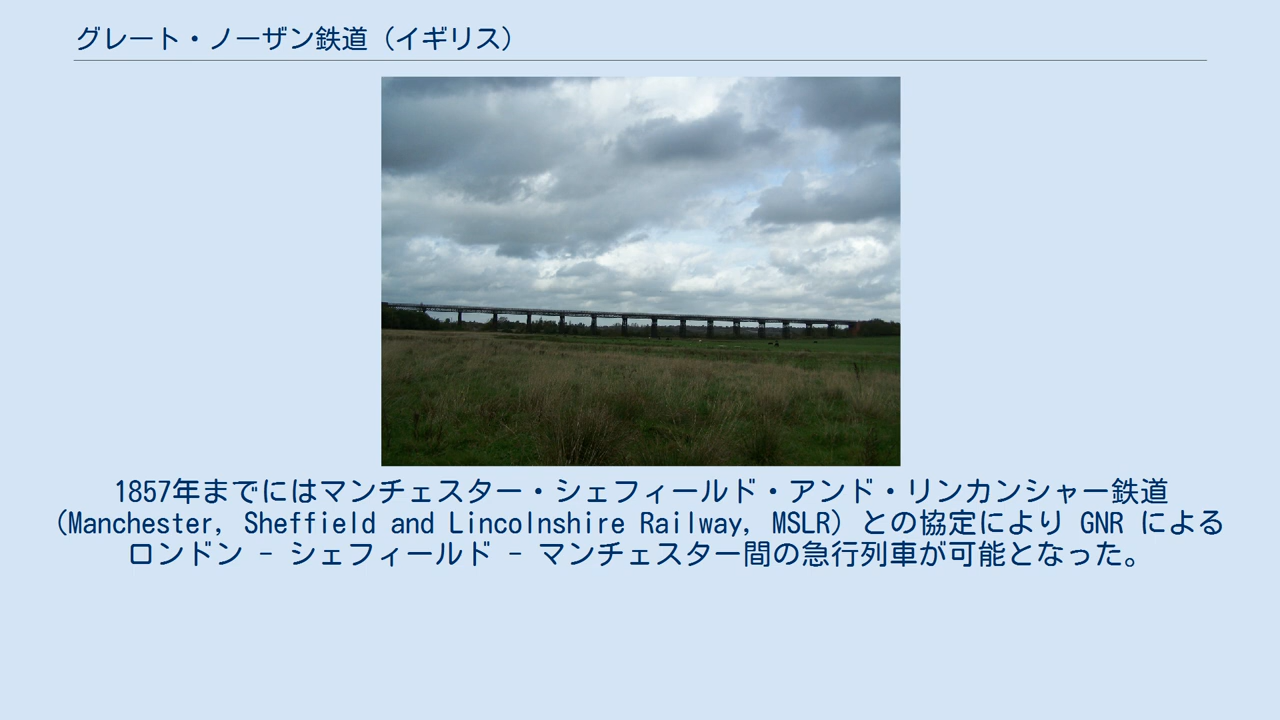 グレート・ノーザン鉄道（イギリス）
1857年までにはマンチェスター・シェフィールド・アンド・リンカンシャー鉄道
（Manchester, Sheffield and Lincolnshire Railway, MSLR）との協定により GNR による
ロンドン - シェフィールド - マンチェスター間の急行列車が可能となった。